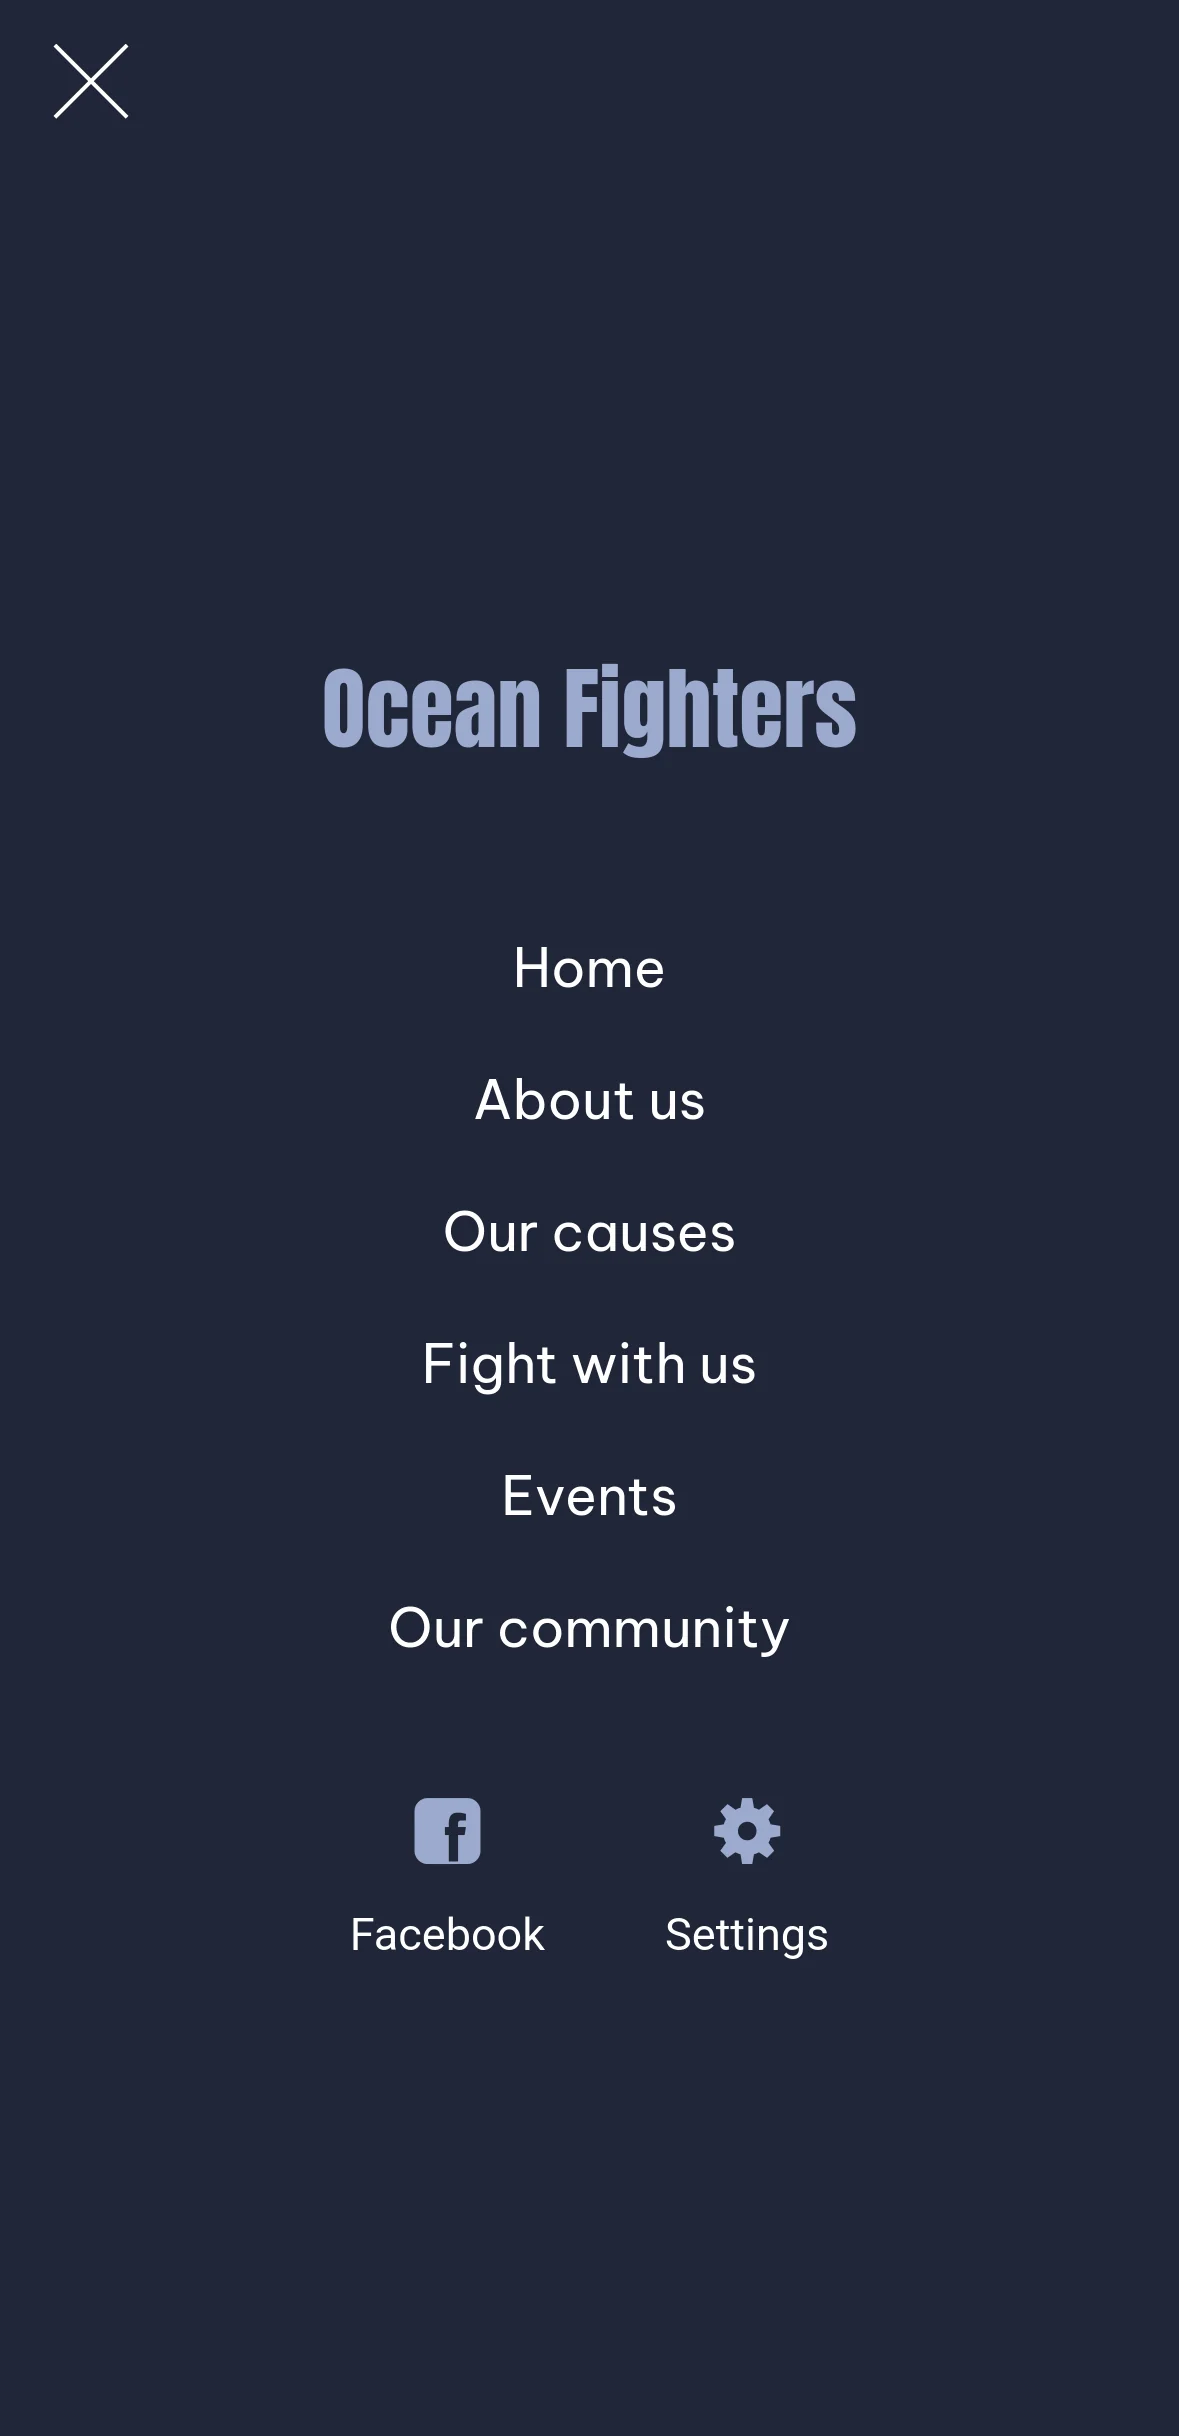 Ocean Fighters
Home
About us
Our causes
Fight with us
Events
Our community
Facebook
Settings